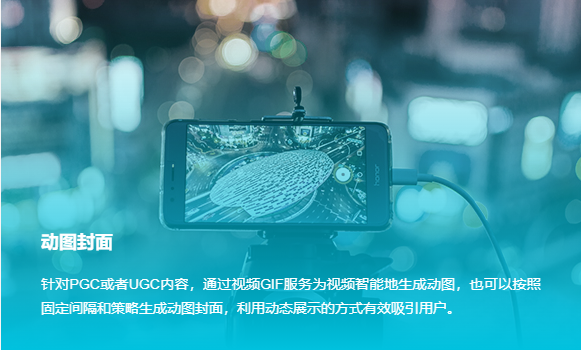 honor
动图封面
针对PGC或者UGC内容，通过视频GIF服务为视频智能地生成动图，也可以按照
固定间隔和策略生成动图封面，利用动态展示的方式有效吸引用户。